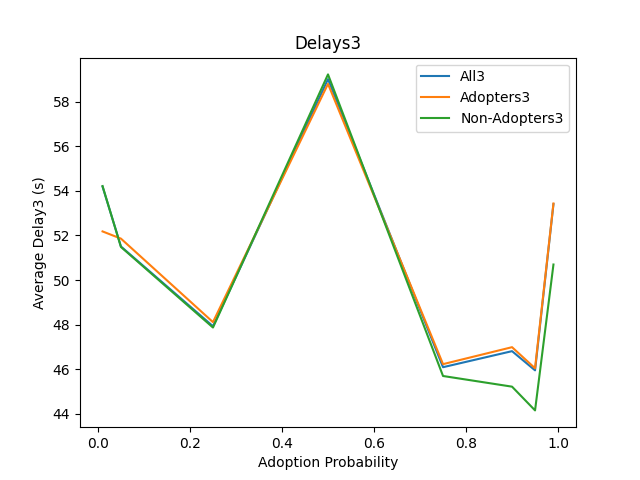 Delays3
All3
Adopters3
Non-Adopters3
Average Delay3 (s)
58
56
54
52
50
48
46
44
0.0 0.2 0.4 0.6 0.8 1.0
Adoption Probability